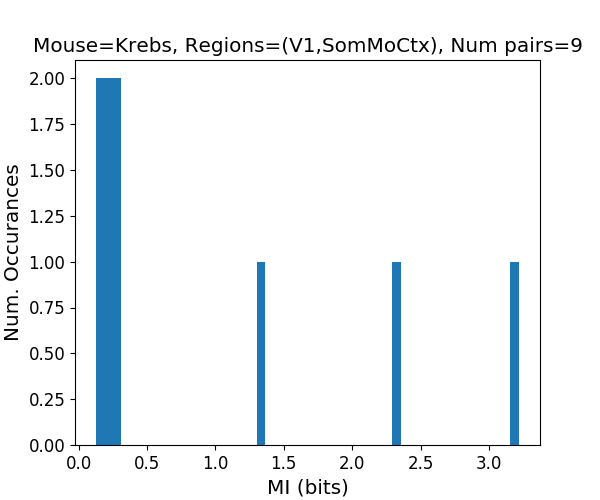 Mouse=Krebs, Regions=(V1,SomMoCtx), Num pairs=9
2.00
1.75
1.50
1.25
1.00
0.75
0.50
0.25
0.00
Num. Occurances
0.0 0.5 1.0 1.5 2.0 2.5 3.0
MI (bits)